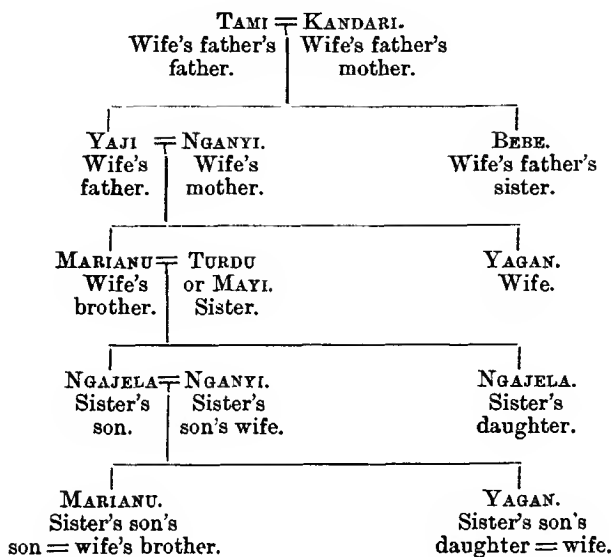 TAMI = KANDARI.
Wife's father's Wife's father's
father. mother.
YAJI = NGANYI. BEBE.
Wife's Wife's Wife's father's
father. mother. sister.
MARIANU = TURDU YAGAN.
Wife's or MAYI. Wife.
brother. Sister.
NGAJELA = NGANYI. NGAJELA.
Sister's Sister's Sister's
son. son's wife. daughter.
MARIANU. YAGAN.
Sister's son's Sister's son's
son = wife's brother. daughter = wife.